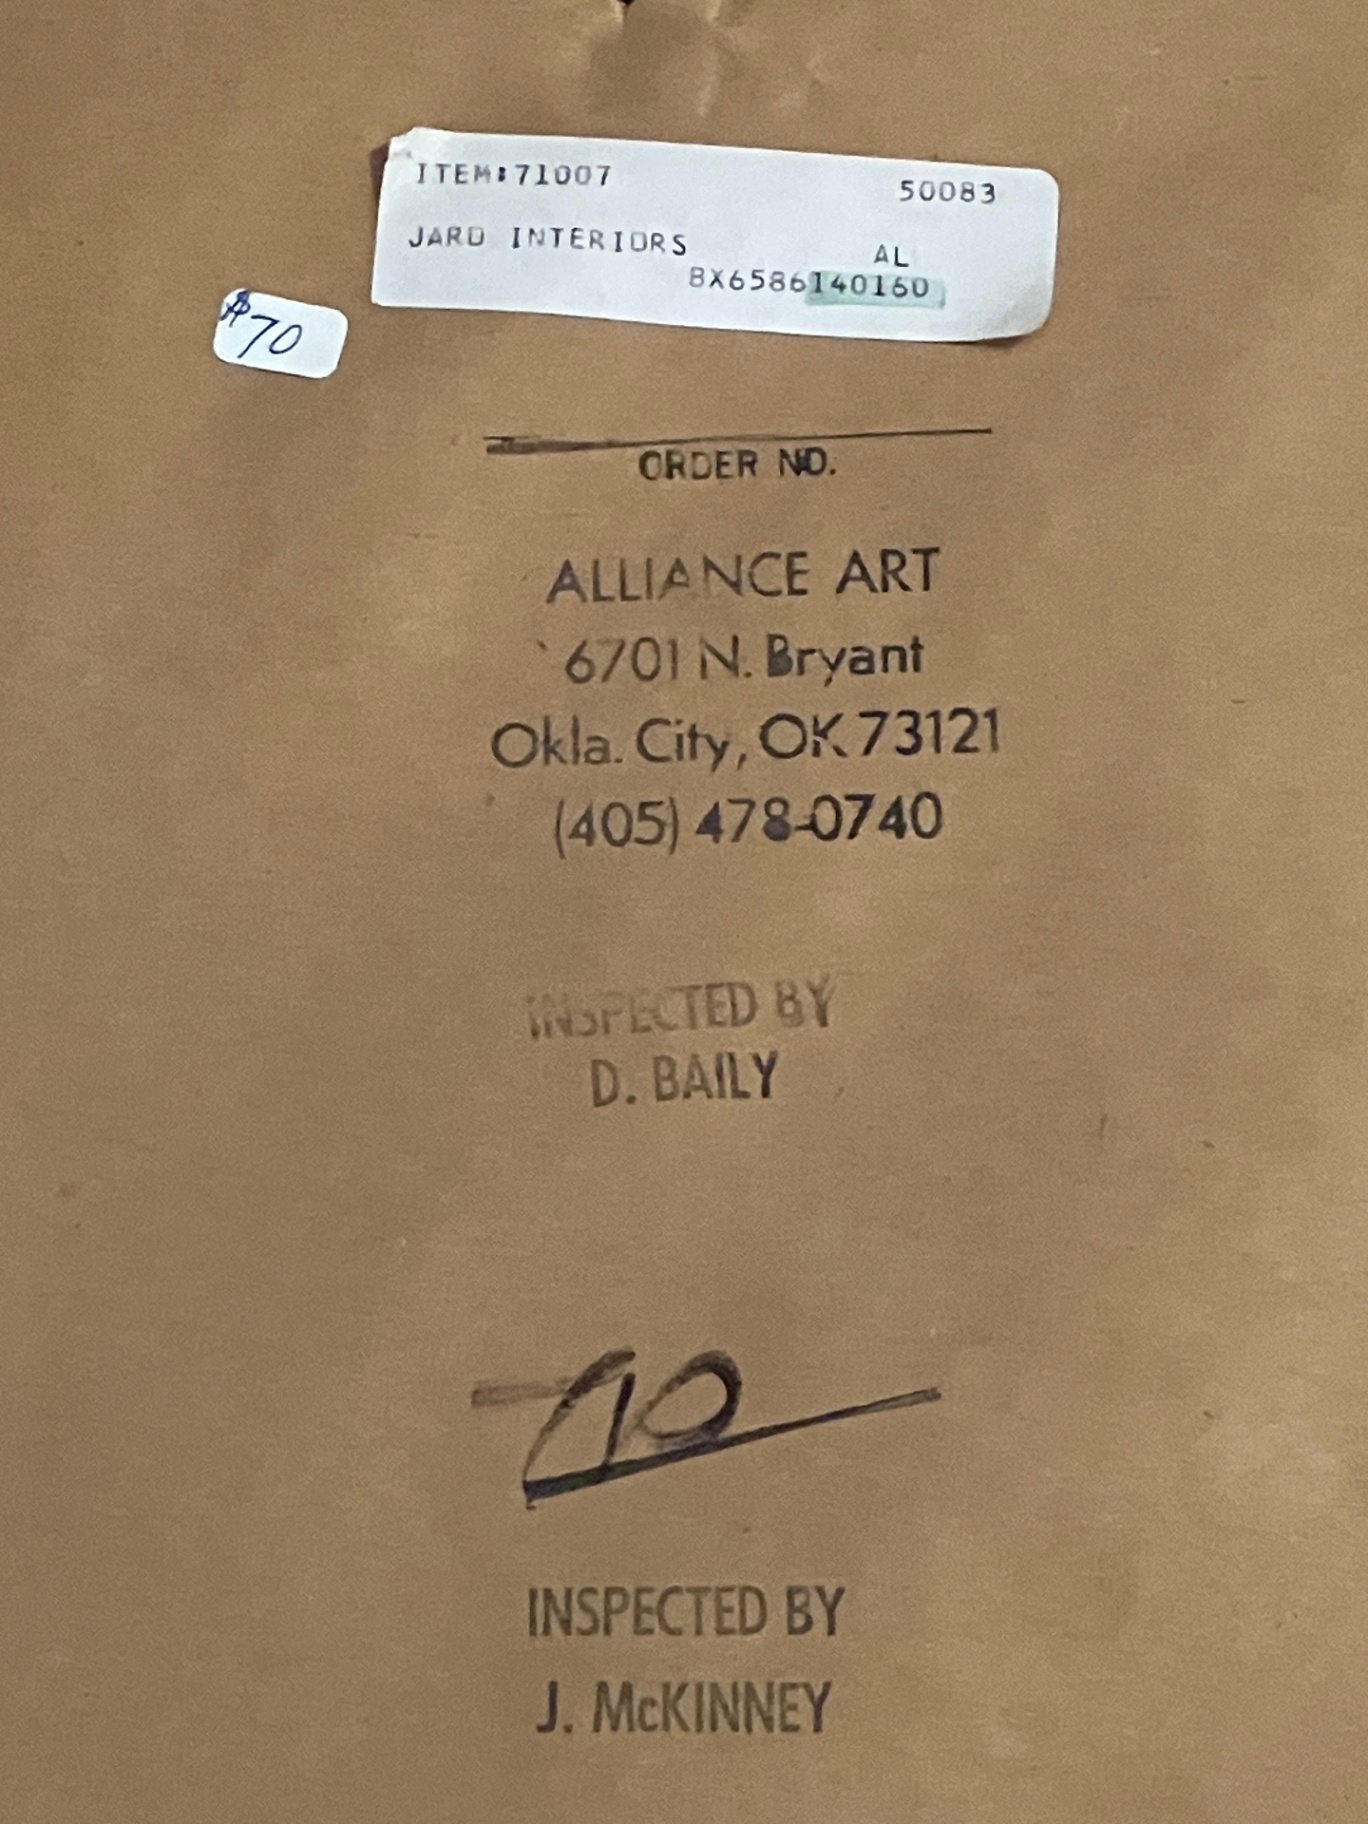 ITEM:71007 50083
JARD INTERIORS AL
BX6586140160
$70
ORDER NO.
ALLIANCE ART
6701 N. Bryant
Okla. City, OK 73121
(405) 478-0740
INSPECTED BY
D. BAILY
INSPECTED BY
J. McKINNEY